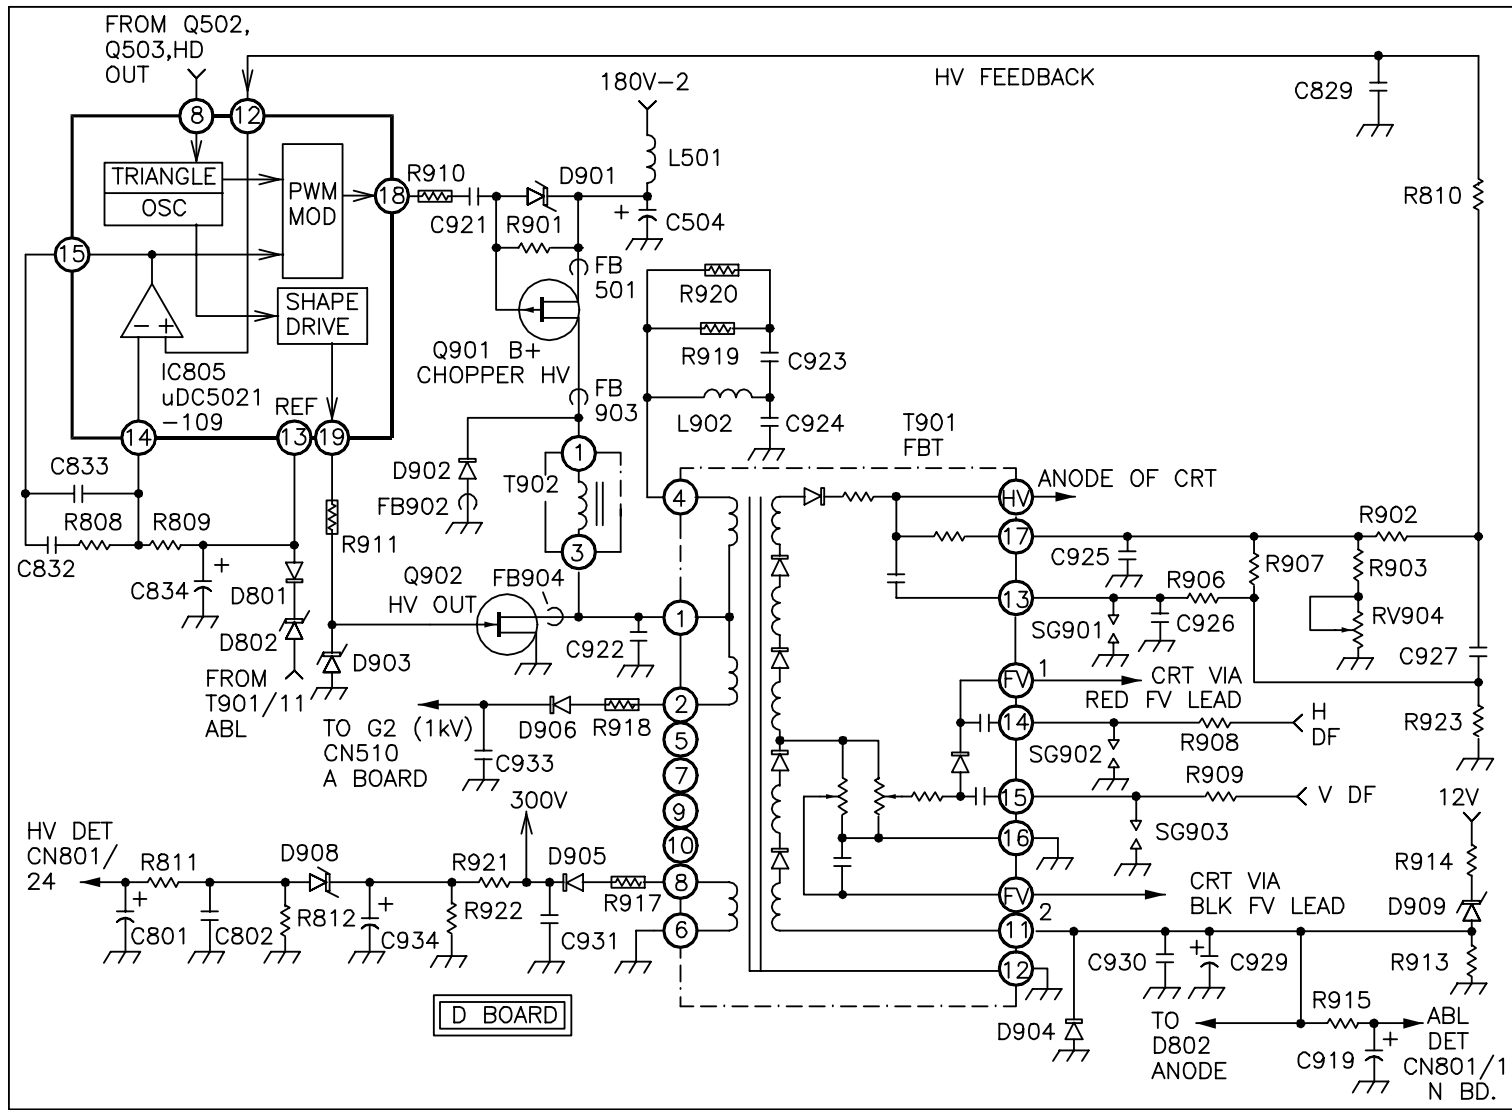 FROM Q502,
Q503,HD
OUT
8
12
HV FEEDBACK
C829
180V-2
L501
TRIANGLE
OSC
PWM
MOD
18
R910
C921
D901
R901
+
C504
R810
15
FB
501
SHAPE
DRIVE
- +
IC805
uDC5021
-109
REF
Q901 B+
CHOPPER HV
R920
R919
C923
FB
903
L902
C924
T901
FBT
14
13
19
C833
R808
R809
C832
C834
+
D801
D802
FROM
T901/11
ABL
R911
D902
FB902
1
T902
3
4
HV
ANODE OF CRT
17
C925
R902
R907
R903
Q902
HV OUT
FB904
D903
C922
1
13
R906
SG901
C926
RV904
C927
FV
1
CRT VIA
RED FV LEAD
TO G2 (1kV)
CN510
A BOARD
D906
R918
C933
2
14
SG902
R908
H
DF
R923
5
7
9
10
15
R909
V DF
SG903
16
12V
R914
D909
HV DET
CN801/
24
R811
D908
R921
300V
D905
R917
8
6
FV
2
CRT VIA
BLK FV LEAD
+
C801
C802
R812
+
C934
R922
C931
11
12
C930
+
C929
R913
D BOARD
D904
TO
D802
ANODE
R915
C919
+
ABL
DET
CN801/1
N BD.